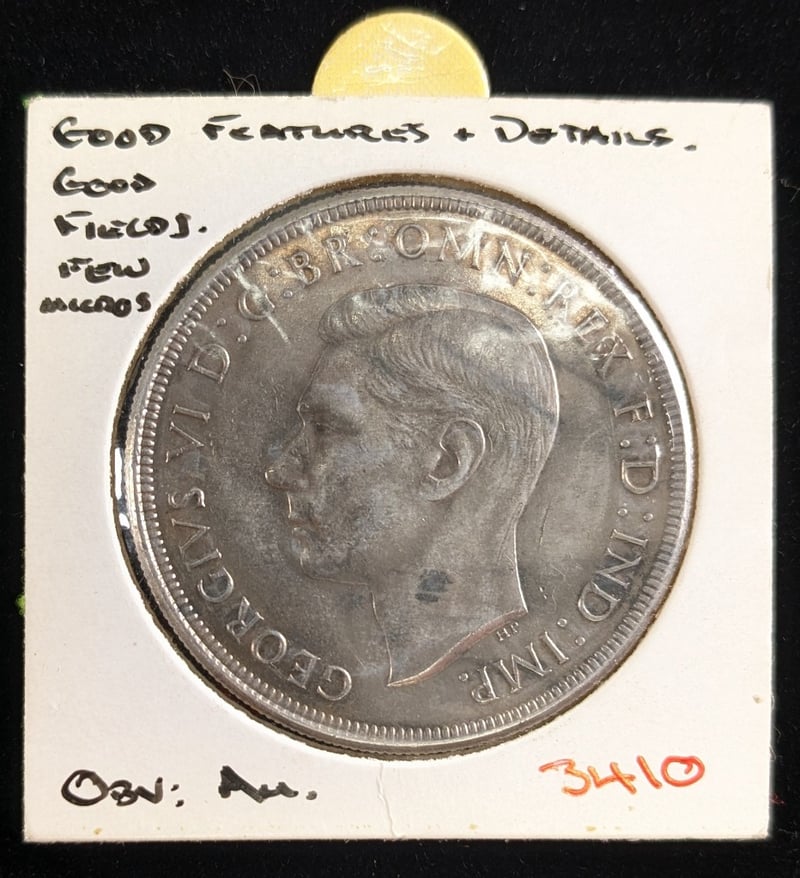 GOOD FEATURES + DETAILS.
GOOD
FIELDS.
FEW
MICROS
GEORGIVS VI D:G:BR:OMN:REX F:D:IND:IMP.
HP
OBV: AU.
3410